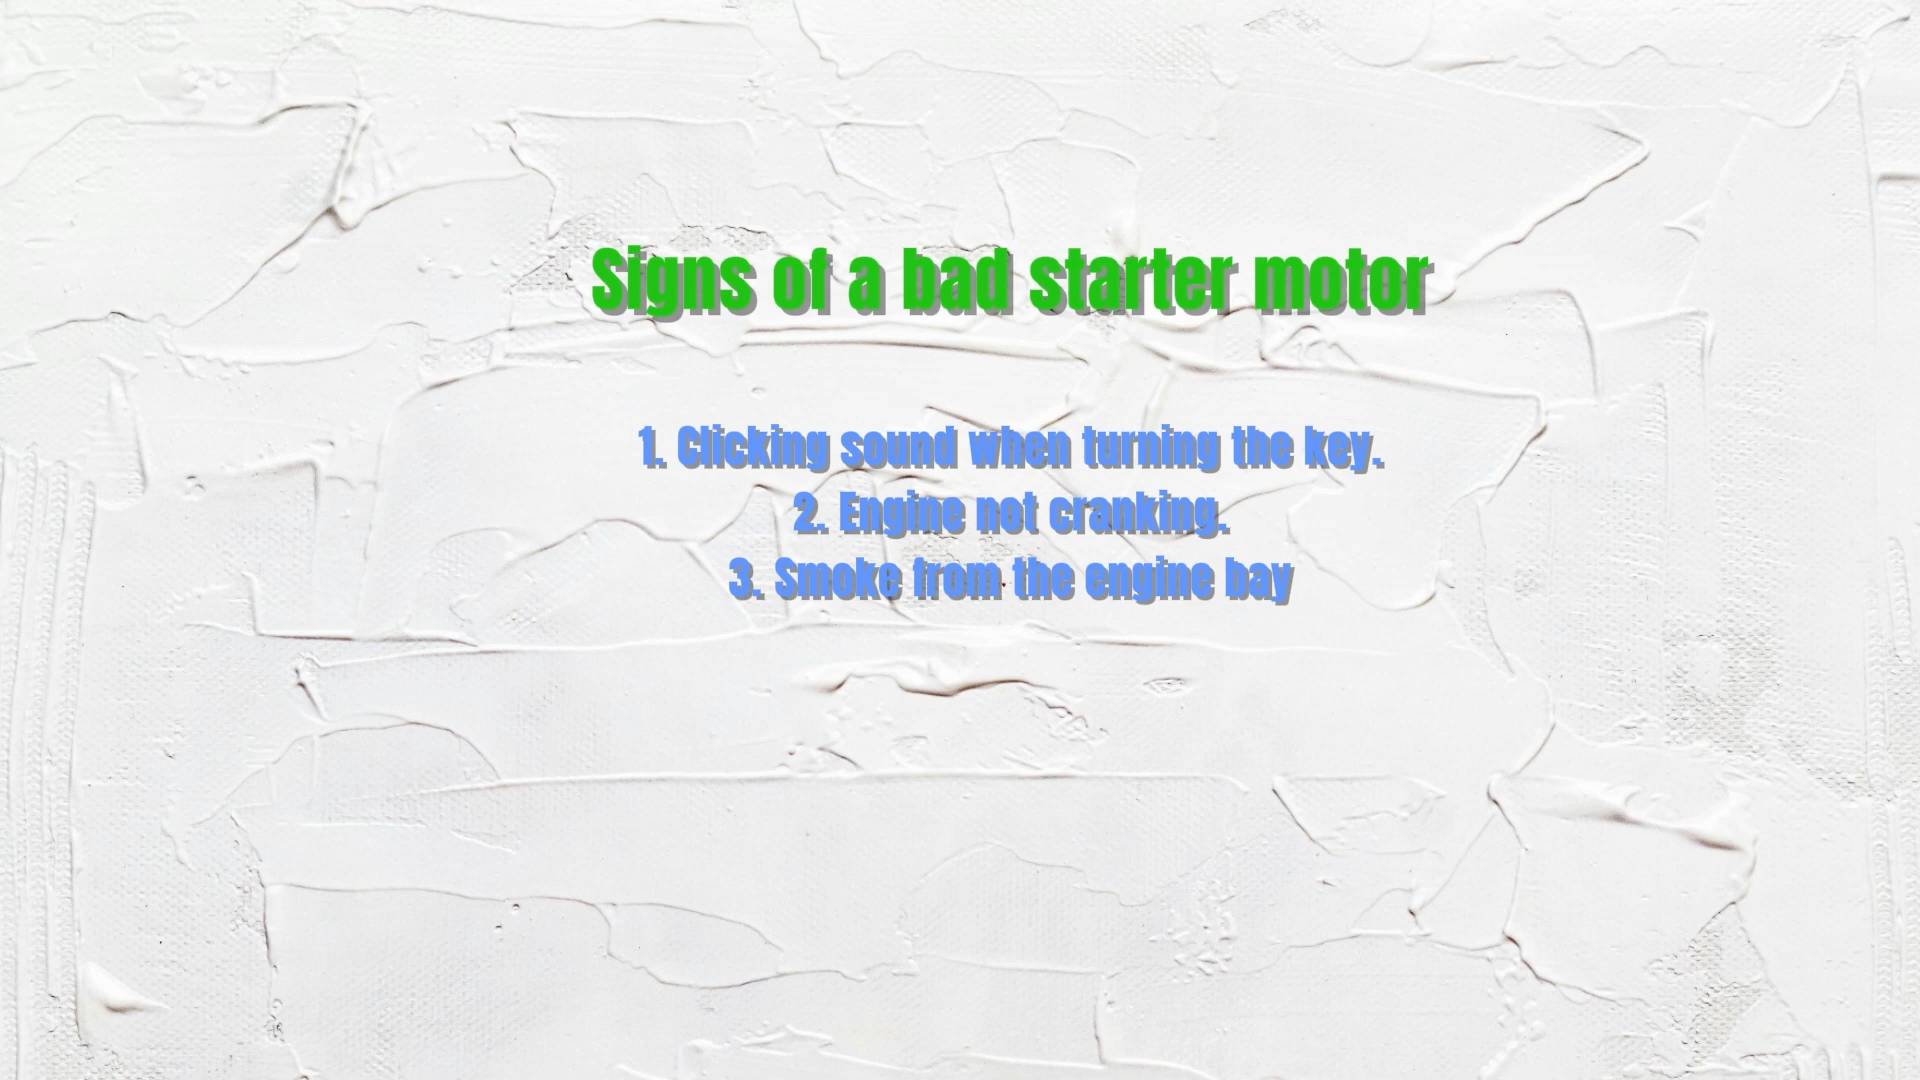 Signs of a bad starter motor
1. Clicking sound when turning the key.
2. Engine not cranking.
3. Smoke from the engine bay